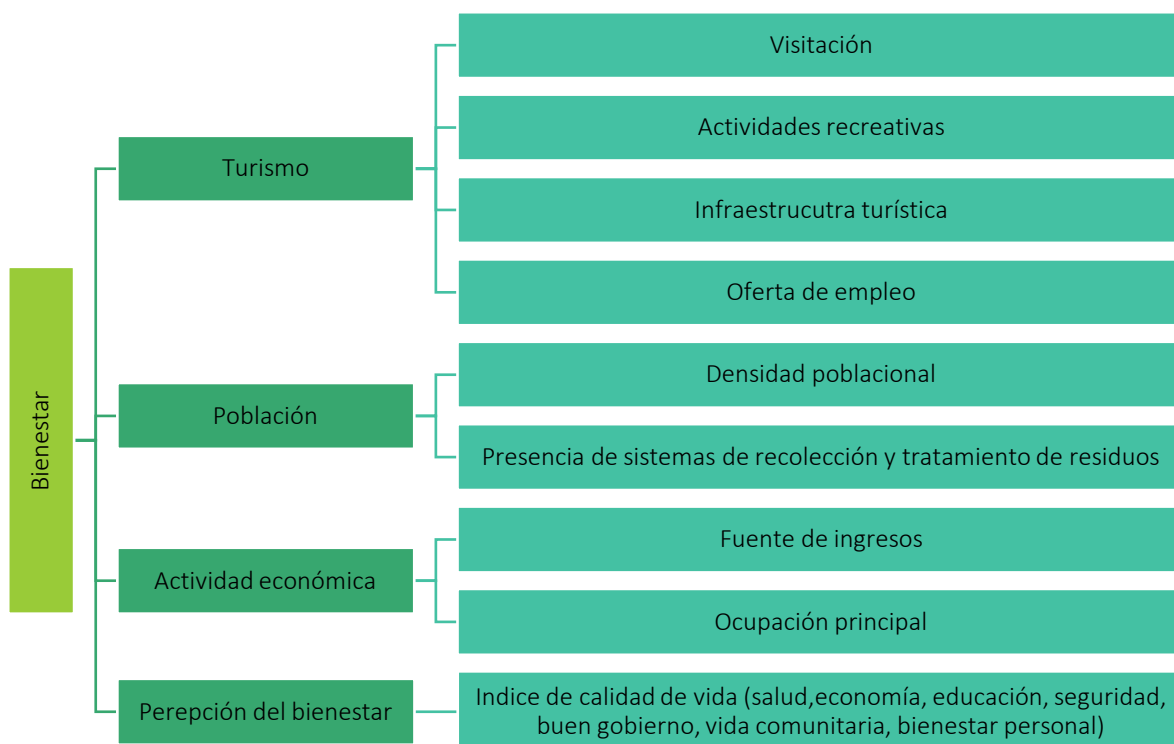 Bienestar
Turismo
Visitación
Actividades recreativas
Infraestrucutra turística
Oferta de empleo
Población
Densidad poblacional
Presencia de sistemas de recolección y tratamiento de residuos
Actividad económica
Fuente de ingresos
Ocupación principal
Perepción del bienestar
Indice de calidad de vida (salud,economía, educación, seguridad,
buen gobierno, vida comunitaria, bienestar personal)